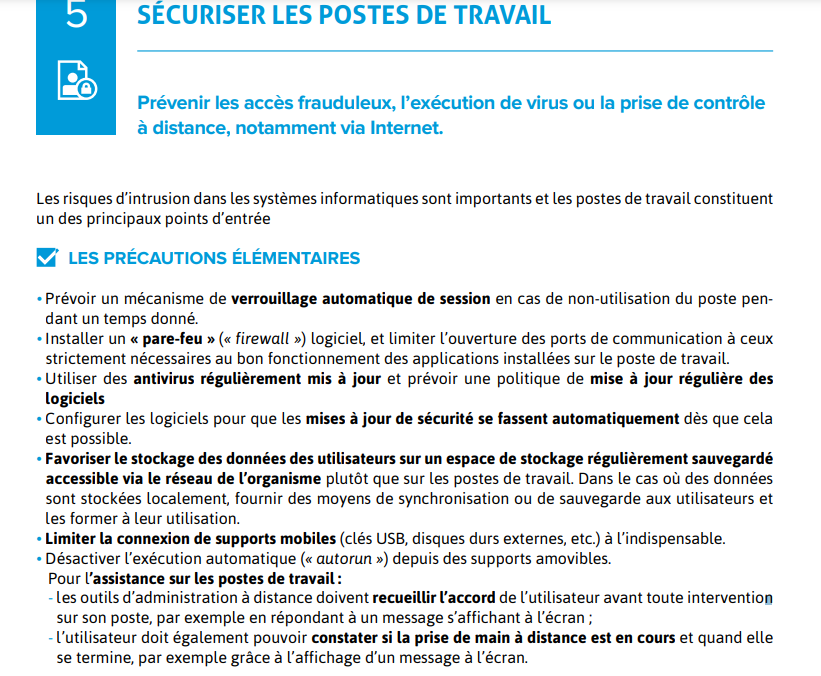 5
SÉCURISER LES POSTES DE TRAVAIL
Prévenir les accès frauduleux, l’exécution de virus ou la prise de contrôle
à distance, notamment via Internet.
Les risques d’intrusion dans les systèmes informatiques sont importants et les postes de travail constituent
un des principaux points d’entrée
LES PRÉCAUTIONS ÉLÉMENTAIRES
• Prévoir un mécanisme de verrouillage automatique de session en cas de non-utilisation du poste pen-
dant un temps donné.
• Installer un « pare-feu » (« firewall ») logiciel, et limiter l’ouverture des ports de communication à ceux
strictement nécessaires au bon fonctionnement des applications installées sur le poste de travail.
• Utiliser des antivirus régulièrement mis à jour et prévoir une politique de mise à jour régulière des
logiciels
• Configurer les logiciels pour que les mises à jour de sécurité se fassent automatiquement dès que cela
est possible.
• Favoriser le stockage des données des utilisateurs sur un espace de stockage régulièrement sauvegardé
accessible via le réseau de l’organisme plutôt que sur les postes de travail. Dans le cas où des données
sont stockées localement, fournir des moyens de synchronisation ou de sauvegarde aux utilisateurs et
les former à leur utilisation.
• Limiter la connexion de supports mobiles (clés USB, disques durs externes, etc.) à l’indispensable.
• Désactiver l’exécution automatique (« autorun ») depuis des supports amovibles.
Pour l’assistance sur les postes de travail :
- les outils d’administration à distance doivent recueillir l’accord de l’utilisateur avant toute intervention
sur son poste, par exemple en répondant à un message s’affichant à l’écran ;
- l’utilisateur doit également pouvoir constater si la prise de main à distance est en cours et quand elle
se termine, par exemple grâce à l’affichage d’un message à l’écran.